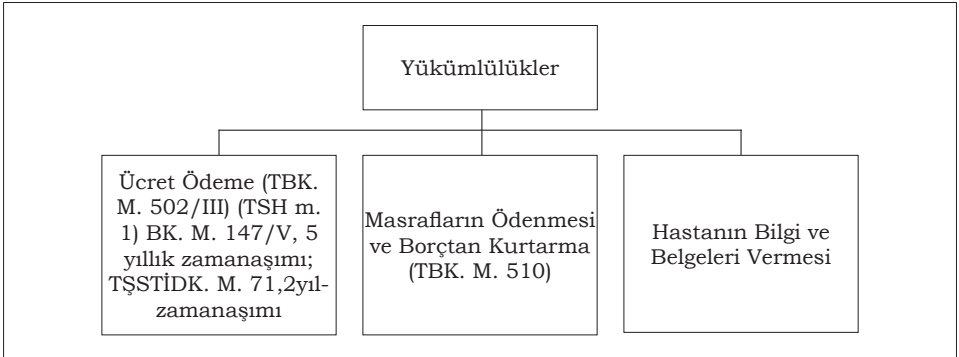 Yükümlülükler
Ücret Ödeme (TBK.
M. 502/III) (TSH m.
1) BK. M. 147/V, 5
yıllık zamanaşımı;
TŞSTİDK. M. 71,2yıl-
zamanaşımı
Masrafların Ödenmesi
ve Borçtan Kurtarma
(TBK. M. 510)
Hastanın Bilgi ve
Belgeleri Vermesi